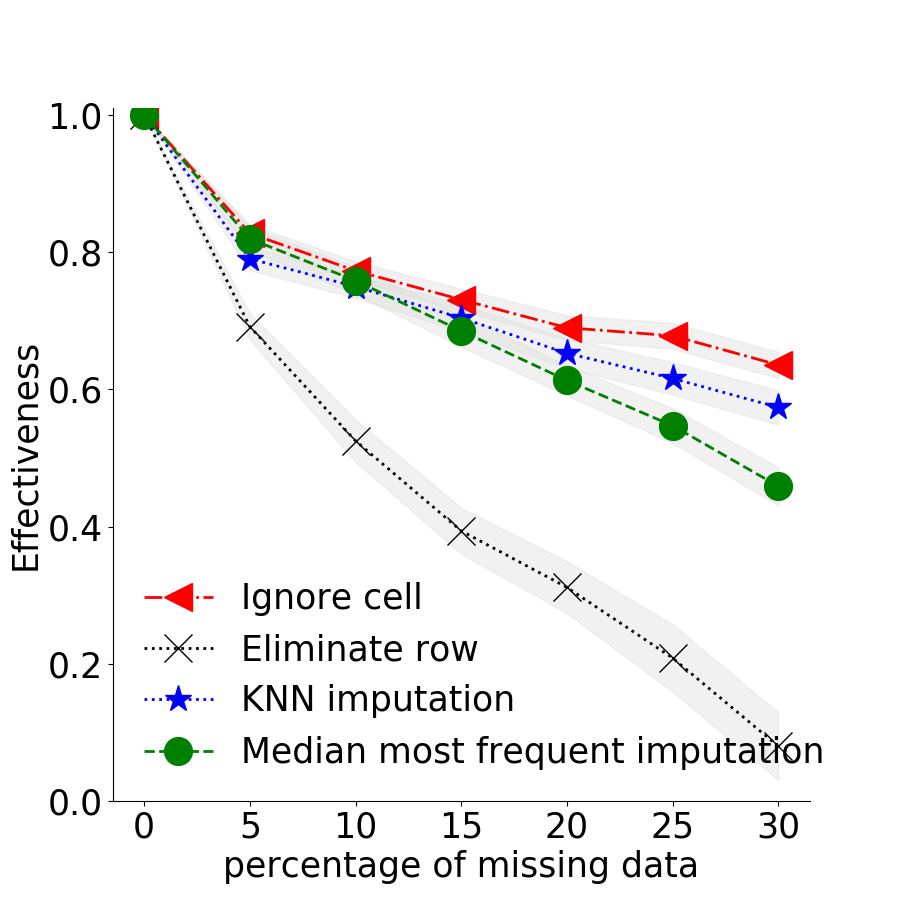 1.0
0.8
0.6
0.4
0.2
0.0
Effectiveness
Ignore cell
Eliminate row
KNN imputation
Median most frequent imputation
0 5 10 15 20 25 30
percentage of missing data